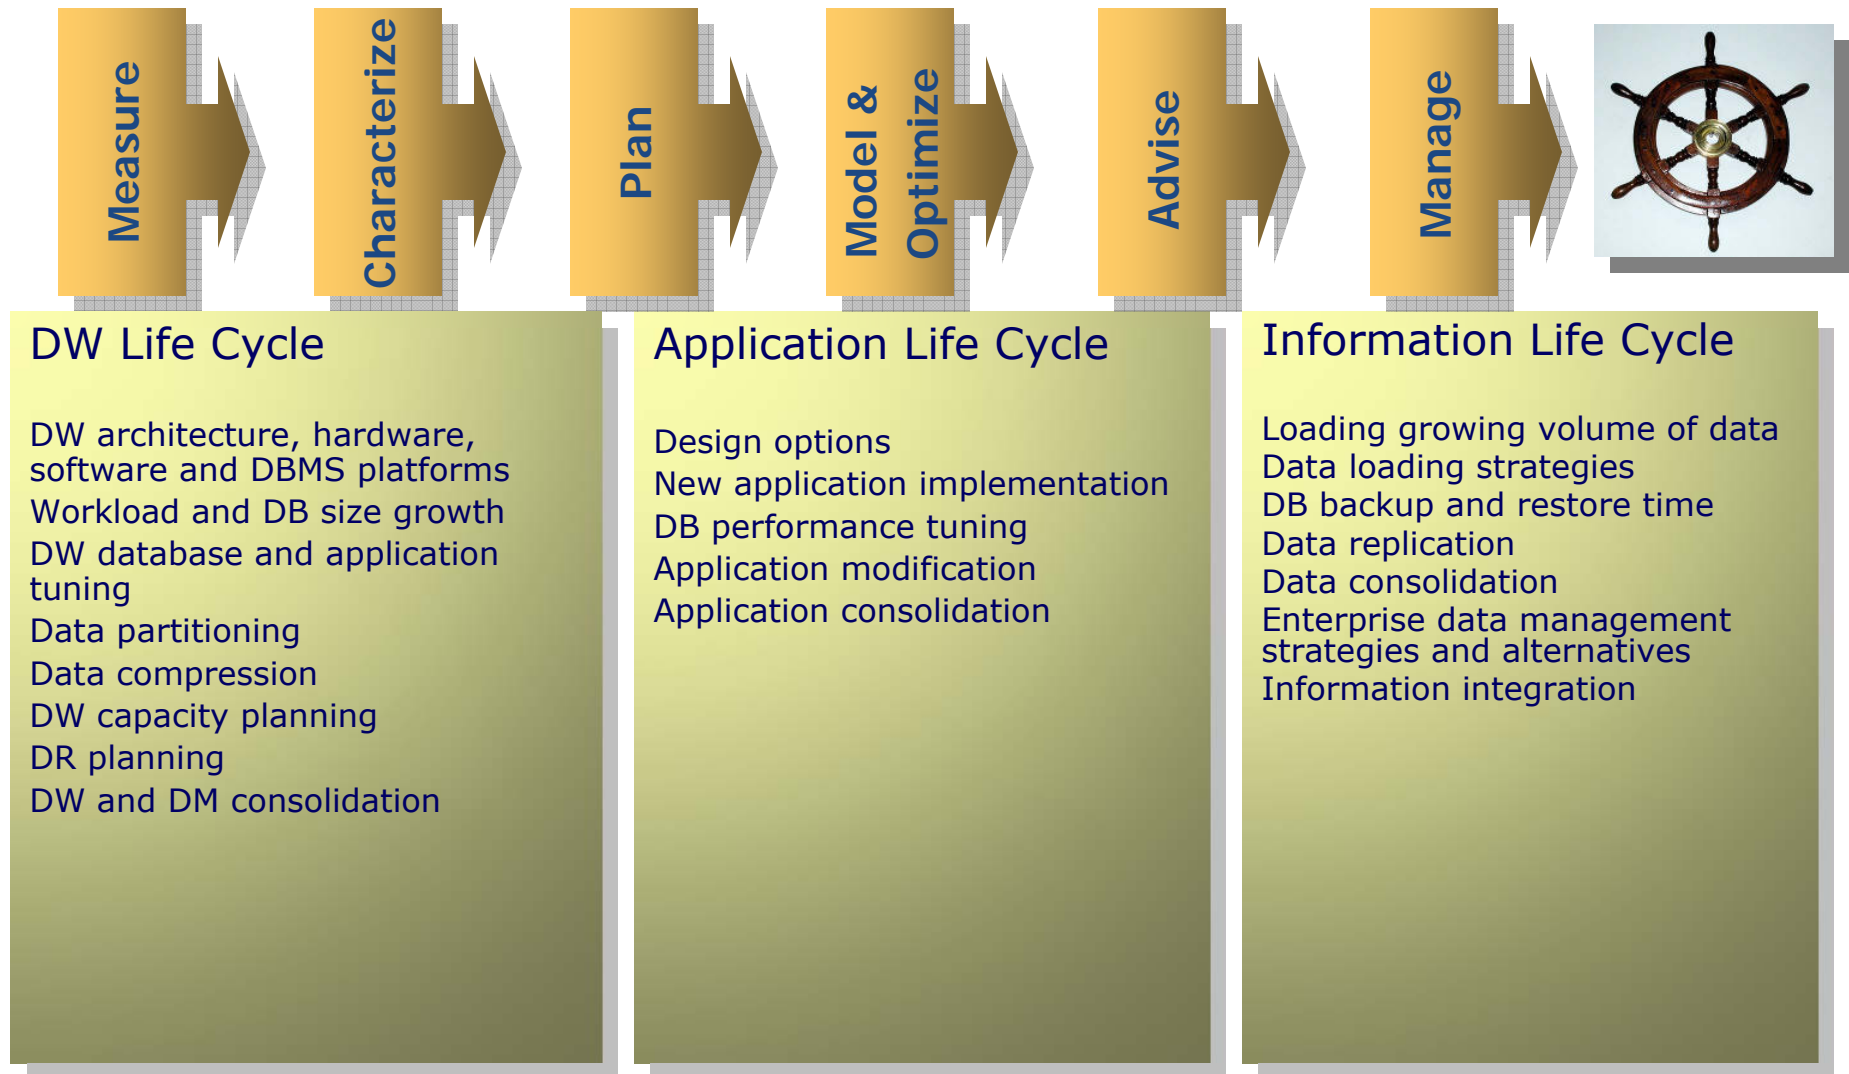 Measure
Characterize
Plan
Model &
Optimize
Advise
Manage
DW Life Cycle
DW architecture, hardware,
software and DBMS platforms
Workload and DB size growth
DW database and application
tuning
Data partitioning
Data compression
DW capacity planning
DR planning
DW and DM consolidation
Application Life Cycle
Design options
New application implementation
DB performance tuning
Application modification
Application consolidation
Information Life Cycle
Loading growing volume of data
Data loading strategies
DB backup and restore time
Data replication
Data consolidation
Enterprise data management
strategies and alternatives
Information integration